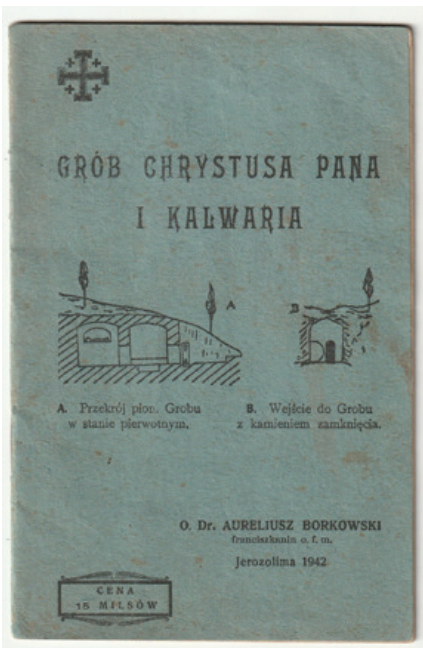 GRÓB CHRYSTUSA PANA
I KALWARIA
A
B
A. Przekrój pion. Grobu
w stanie pierwotnym.
B. Wejście do Grobu
z kamieniem zamknięcia.
O. Dr. AURELIUSZ BORKOWSKI
franciszkanin o. f. m.
Jerozolima 1942
CENA
15 MILSÓW